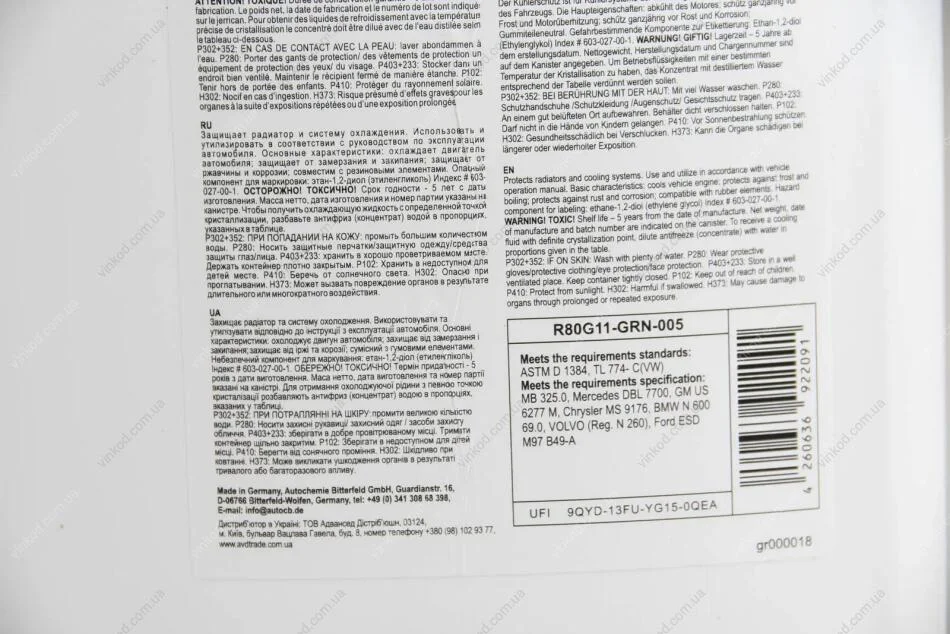 ATTENTION! TOXIQUE!
fabrication. Le poids net, la date de fabrication et le numéro de lot sont indiqué
sur le jerrican. Pour obtenir des liquides de refroidissement avec la température
précise de cristallisation le concentré doit être dilué avec de l'eau distillée selon
le tableau ci-dessous.
P302+352: EN CAS DE CONTACT AVEC LA PEAU: laver abondamment à
l'eau. P280: Porter des gants de protection/ des vêtements de protection un
équipement de protection des yeux/ du visage. P403+233: Stocker dans un
endroit bien ventilé. Maintenir le récipient fermé de manière étanche. P102:
Tenir hors de portée des enfants. P410: Protéger du rayonnement solaire.
H302: Nocif en cas d'ingestion. H373: Risque présumé d'effets graves pour les
organes à la suite d'expositions répétées ou d'une exposition prolongée
RU
Защищает радиатор и систему охлаждения. Использовать и
утилизировать в соответствии с руководством по эксплуатации
автомобиля. Основные характеристики: охлаждает двигатель
автомобиля; защищает от замерзания и закипания; защищает от
ржавчины и коррозии; совместим с резиновыми элементами. Опасный
компонент для маркировки: этан-1,2-диол (этиленгликоль) Индекс # 603-
027-00-1. ОСТОРОЖНО! ТОКСИЧНО! Срок годности - 5 лет с даты
изготовления. Масса нетто, дата изготовления и номер партии указаны на
канистре. Чтобы получить охлаждающую жидкость с определенной точкой
кристаллизации, разбавьте антифриз (концентрат) водой в пропорциях,
указанных в таблице.
P302+352: ПРИ ПОПАДАНИИ НА КОЖУ: промыть большим количеством
воды. P280: Носить защитные перчатки/защитную одежду/средства
защиты глаз/лица. P403+233: хранить в хорошо проветриваемом месте.
Держать контейнер плотно закрытым. P102: Хранить в недоступном для
детей месте. P410: Беречь от солнечного света. H302: Опасно при
проглатывании. H373: Может вызвать повреждение органов в результате
длительного или многократного воздействия.
UA
Захищає радіатор та систему охолодження. Використовувати та
утилізувати відповідно до інструкції з експлуатації автомобіля. Основні
характеристики: охолоджує двигун автомобіля; захищає від замерзання і
закипання; захищає від іржі та корозії; сумісний з гумовими елементами.
Небезпечний компонент для маркування: етан-1,2-діол (етиленгліколь)
Індекс # 603-027-00-1. ОБЕРЕЖНО! ТОКСИЧНО! Термін придатності - 5
років з дати виготовлення. Маса нетто, дата виготовлення та номер партії
вказані на каністрі. Для отримання охолоджуючої рідини з певною точкою
кристалізації розбавляють антифриз (концентрат) водою в пропорціях,
вказаних у таблиці.
P302+352: ПРИ ПОТРАПЛЯННІ НА ШКІРУ: промити великою кількістю
води. P280: Носити захисні рукавиці/ захисний одяг / засоби захисту
обличчя. P403+233: зберігати в добре провітрюваному місці. Тримати
контейнер щільно закритим. P102: Зберігати в недоступном для дітей
місці. P410: Берегти від сонячного проміння. H302: Шкідливо при
ковтанні. H373: Може викликати ушкодження органів в результаті
тривалого або багаторазового впливу.
Made in Germany, Autochemie Bitterfeld GmbH, Guardianstr. 16,
D-06766 Bitterfeld-Wolfen, Germany, tel: +49 (0) 341 308 68 398,
E-mail: info@autocb.de
Дистриб'ютор в Україні: ТОВ Адвансед Дістріб'юшн, 03124,
м. Київ, бульвар Вацлава Гавела, буд. 8, номер телефону +380 (98) 102 93 77,
www.avdtrade.com.ua
des Fahrzeugs. Die Haupteigenschaften: abkühlt des Motores; schütz ganzjährig vor
Frost und Motorübermitzung; schütz ganzjährig vor Rost und Korrosion;
Gummiteileneutral. Gefahrbestimmende Komponente zur Etikettierung: Ethan-1,2-diol
(Ethylenglykol) Index # 603-027-00-1. WARNUNG! GIFTIG! Lagerzeil – 5 Jahre ab
dem erstellungsdatum. Nettogewicht, Herstellungsdatum und Chargennummer sind
auf dem Kanister angegeben. Um Betriebsflüssigkeiten mit einer bestimmten
Temperatur der Kristallisation zu haben, das Konzentrat mit destilliertem Wasser
entsprechend der Tabelle verdünnt werden sollen.
P302+352: BEI BERÜHRUNG MIT DER HAUT: Mit viel Wasser waschen. P280:
Schutzhandschuhe /Schutzkleidung /Augenschutz/ Gesichtsschutz tragen. P403+233:
An einem gut belüfteten Ort aufbewahren. Behälter dicht verschlossen halten. P102:
Darf nicht in die Hände von Kindern gelangen. P410: Vor Sonnenbestrahlung schützen.
H302: Gesundheitsschädlich bei Verschlucken. H373: Kann die Organe schädigen bei
längerer oder wiederholter Exposition.
EN
Protects radiators and cooling systems. Use and utilize in accordance with vehicle
operation manual. Basic characteristics: cools vehicle engine; protects against frost and
boiling; protects against rust and corrosion; compatible with rubber elements. Hazard
component for labeling: ethane-1,2-diol (ethylene glycol) Index # 603-027-00-1.
WARNING! TOXIC! Shelf life – 5 years from the date of manufacture. Net weight, date
of manufacture and batch number are indicated on the canister. To receive a cooling
fluid with definite crystallization point, dilute antifreeze (concentrate) with water in
proportions given in the table.
P302+352: IF ON SKIN: Wash with plenty of water. P280: Wear protective
gloves/protective clothing/eye protection/face protection. P403+233: Store in a well
ventilated place. Keep container tightly closed. P102: Keep out of reach of children.
P410: Protect from sunlight. H302: Harmful if swallowed. H373: May cause damage to
organs through prolonged or repeated exposure.
R80G11-GRN-005
Meets the requirements standards:
ASTM D 1384, TL 774- C(VW)
Meets the requirements specification:
MB 325.0, Mercedes DBL 7700, GM US
6277 M, Chrysler MS 9176, BMW N 600
69.0, VOLVO (Reg. N 260), Ford ESD
M97 B49-A
UFI 9QYD-13FU-YG15-0QEA
4 260636 922091
gr000018
vinkod.com.ua